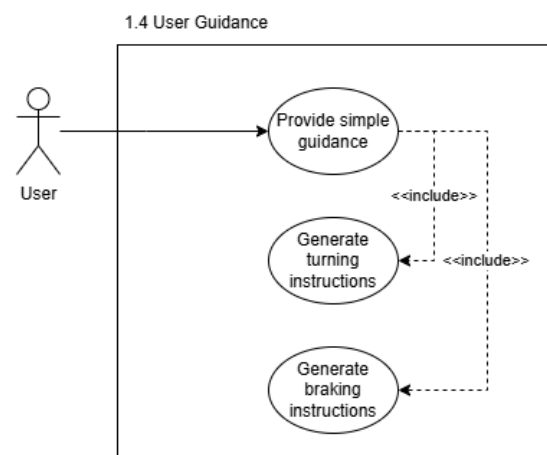 1.4 User Guidance
Provide simple
guidance
User
<<include>>
Generate
turning
instructions
<<include>>
Generate
braking
instructions